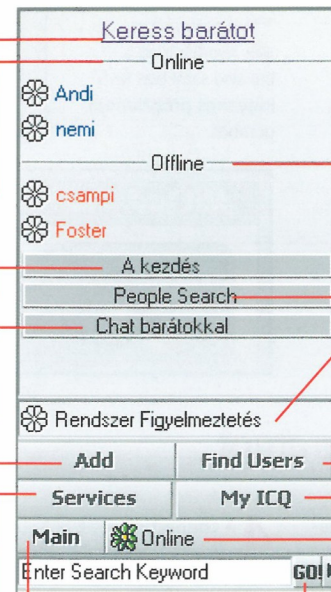 Keress barátot
Online
Andi
nemi
Offline
csampi
Foster
A kezdés
People Search
Chat barátokkal
Rendszer Figyelmeztetés
Add Find Users
Services My ICQ
Main Online
Enter Search Keyword GO!